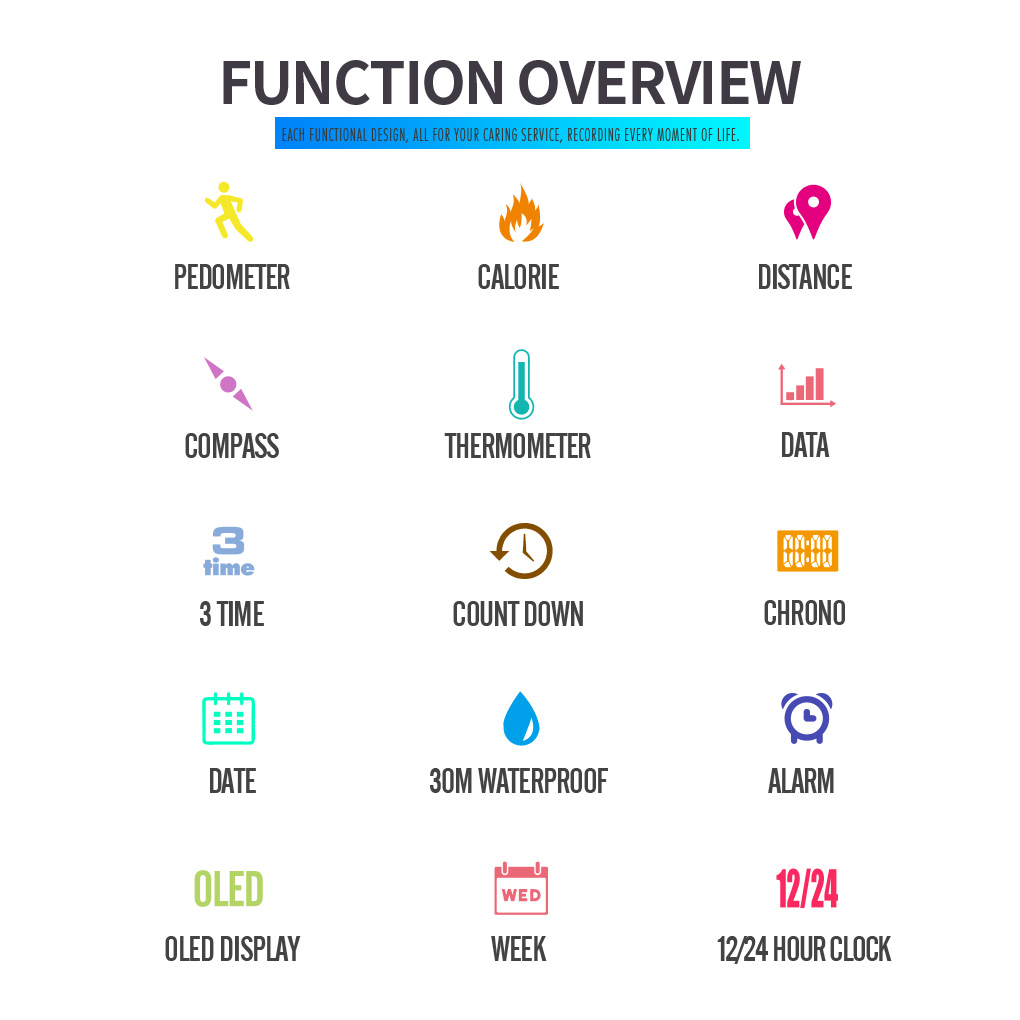 FUNCTION OVERVIEW
EACH FUNCTIONAL DESIGN, ALL FOR YOUR CARING SERVICE, RECORDING EVERY MOMENT OF LIFE.
PEDOMETER
CALORIE
DISTANCE
COMPASS
THERMOMETER
DATA
3
time
00:00
3 TIME
COUNT DOWN
CHRONO
DATE
30M WATERPROOF
ALARM
OLED
WED
12/24
OLED DISPLAY
WEEK
12/24 HOUR CLOCK